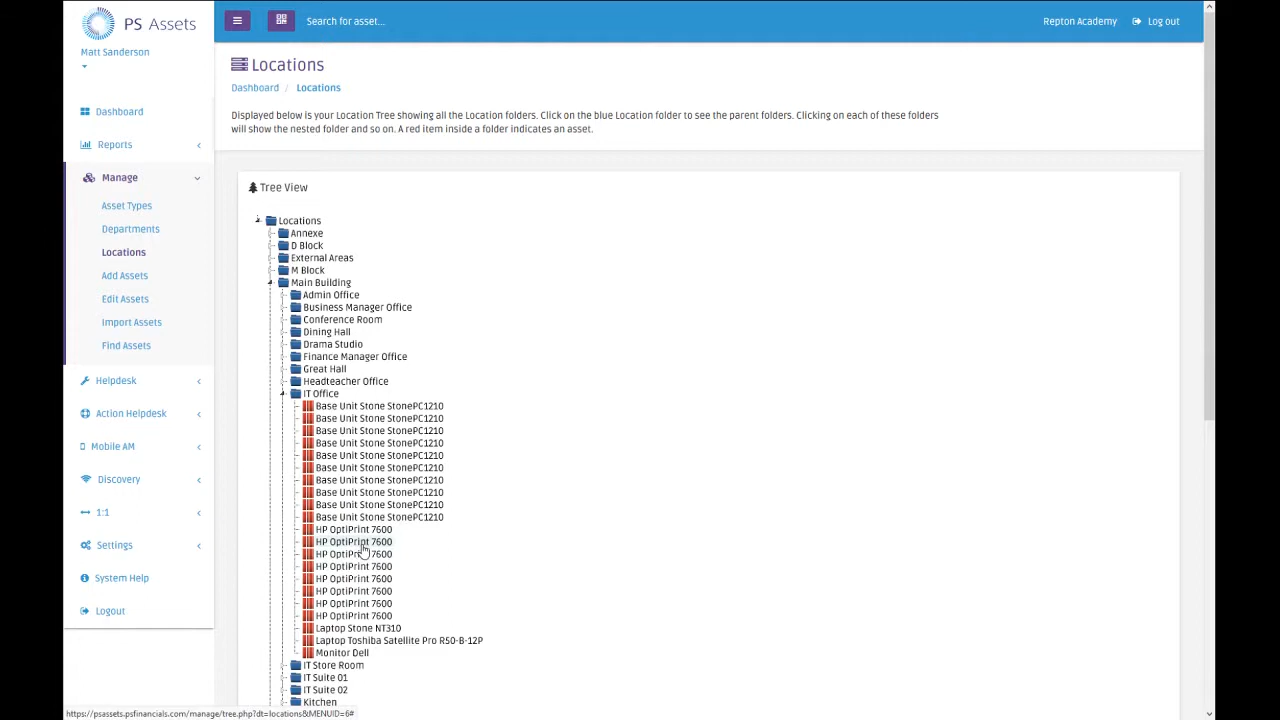 PS Assets
Search for asset...
Repton Academy
Log out
Matt Sanderson
Dashboard
Reports
Manage
Asset Types
Departments
Locations
Add Assets
Edit Assets
Import Assets
Find Assets
Helpdesk
Action Helpdesk
Mobile AM
Discovery
1:1
Settings
System Help
Logout
Locations
Dashboard / Locations
Displayed below is your Location Tree showing all the Location folders. Click on the blue Location folder to see the parent folders. Clicking on each of these folders
will show the nested folder and so on. A red item inside a folder indicates an asset.
Tree View
Locations
Annexe
D Block
External Areas
M Block
Main Building
Admin Office
Business Manager Office
Conference Room
Dining Hall
Drama Studio
Finance Manager Office
Great Hall
Headteacher Office
IT Office
Base Unit Stone StonePC1210
Base Unit Stone StonePC1210
Base Unit Stone StonePC1210
Base Unit Stone StonePC1210
Base Unit Stone StonePC1210
Base Unit Stone StonePC1210
Base Unit Stone StonePC1210
Base Unit Stone StonePC1210
Base Unit Stone StonePC1210
Base Unit Stone StonePC1210
HP OptiPrint 7600
HP OptiPrint 7600
HP OptiPrint 7600
HP OptiPrint 7600
HP OptiPrint 7600
HP OptiPrint 7600
HP OptiPrint 7600
HP OptiPrint 7600
Laptop Stone NT310
Laptop Toshiba Satellite Pro R50-B-12P
Monitor Dell
IT Store Room
IT Suite 01
IT Suite 02
Kitchen
https://psassets.psfinancials.com/manage/tree.php?dt=locations&MENUID=6#